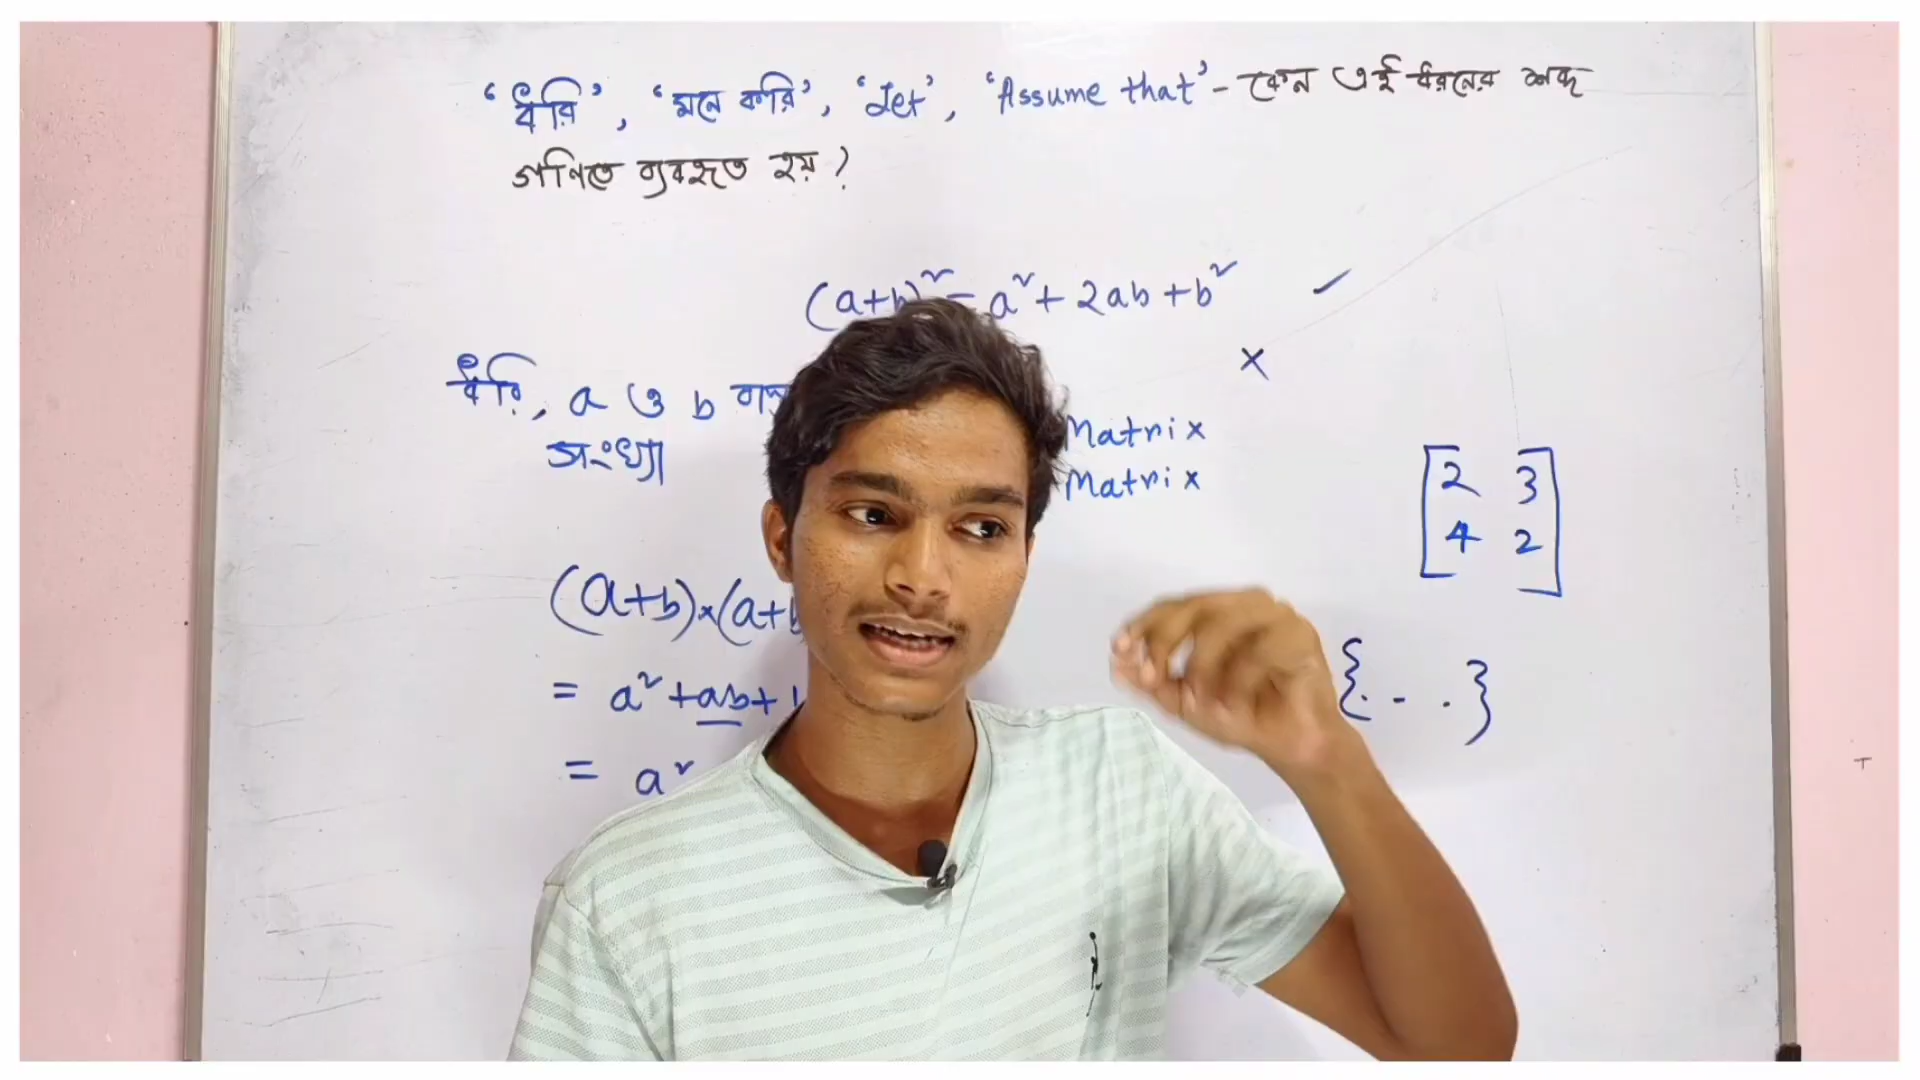 ‘ধরি’, ‘মনে করি’, ‘Let’, ‘Assume that’ - কেন এই ধরনের শব্দ
গণিতে ব্যবহৃত হয় ?
(a+b)² = a² + 2ab + b² ✓
×
ধরি, a ও b
সংখ্যা
Matrix
Matrix
2 3
4 2
(a+b)×(a+b
= a² + ab +
= a²
{. - .}